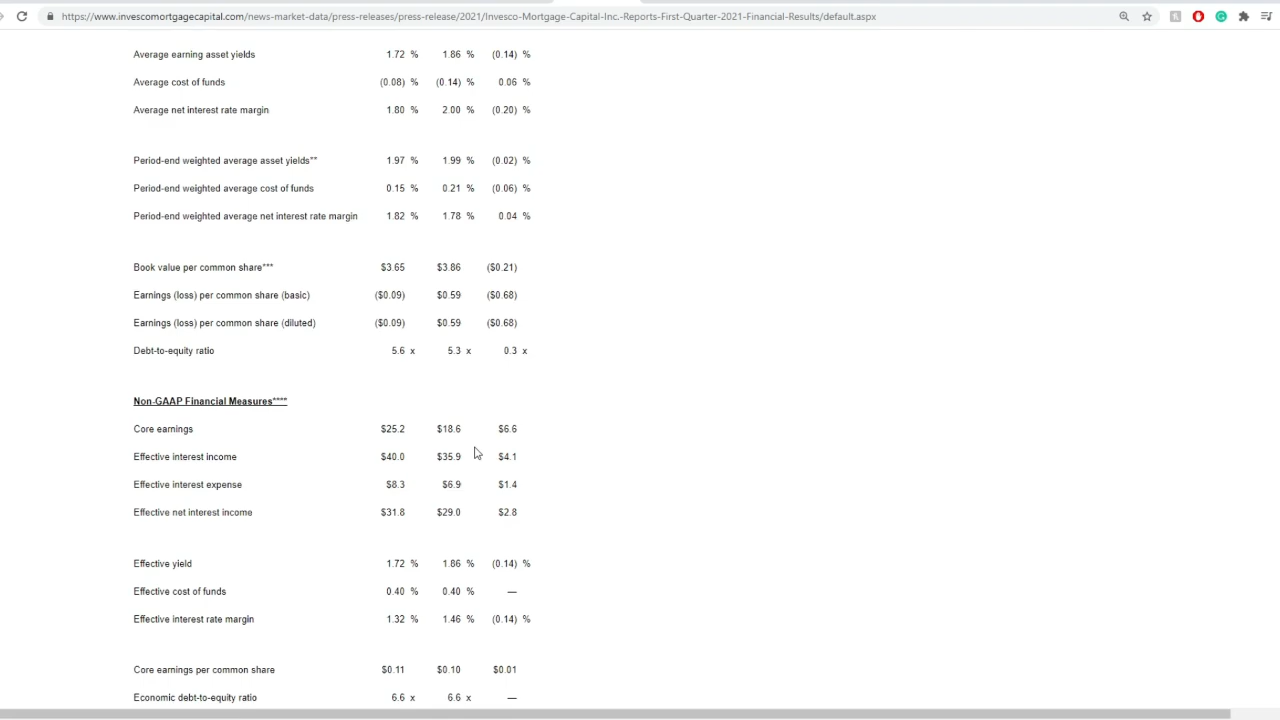 https://www.invescomortgagecapital.com/news-market-data/press-releases/press-release/2021/Invesco-Mortgage-Capital-Inc.-Reports-First-Quarter-2021-Financial-Results/default.aspx
Average earning asset yields 1.72 % 1.86 % (0.14) %
Average cost of funds (0.08) % (0.14) % 0.06 %
Average net interest rate margin 1.80 % 2.00 % (0.20) %
Period-end weighted average asset yields** 1.97 % 1.99 % (0.02) %
Period-end weighted average cost of funds 0.15 % 0.21 % (0.06) %
Period-end weighted average net interest rate margin 1.82 % 1.78 % 0.04 %
Book value per common share*** $3.65 $3.86 ($0.21)
Earnings (loss) per common share (basic) ($0.09) $0.59 ($0.68)
Earnings (loss) per common share (diluted) ($0.09) $0.59 ($0.68)
Debt-to-equity ratio 5.6 x 5.3 x 0.3 x
Non-GAAP Financial Measures****
Core earnings $25.2 $18.6 $6.6
Effective interest income $40.0 $35.9 $4.1
Effective interest expense $8.3 $6.9 $1.4
Effective net interest income $31.8 $29.0 $2.8
Effective yield 1.72 % 1.86 % (0.14) %
Effective cost of funds 0.40 % 0.40 % —
Effective interest rate margin 1.32 % 1.46 % (0.14) %
Core earnings per common share $0.11 $0.10 $0.01
Economic debt-to-equity ratio 6.6 x 6.6 x —